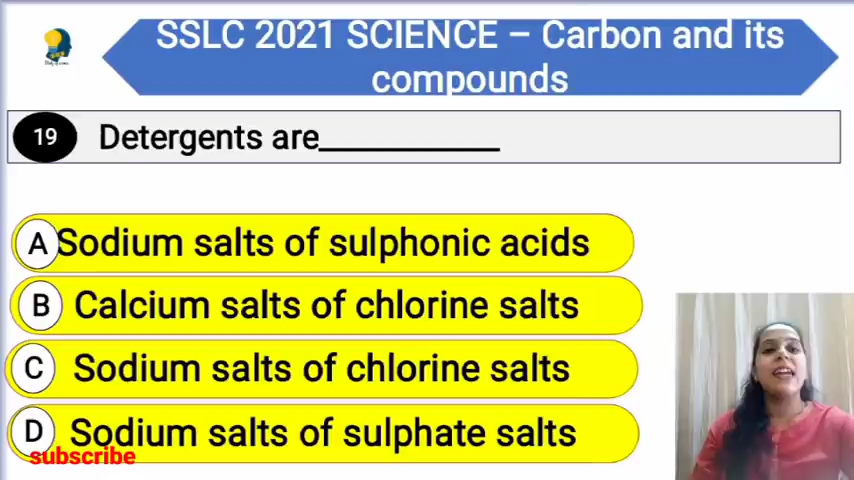 SSLC 2021 SCIENCE – Carbon and its
compounds
19 Detergents are___________
A Sodium salts of sulphonic acids
B Calcium salts of chlorine salts
C Sodium salts of chlorine salts
D Sodium salts of sulphate salts
subscribe